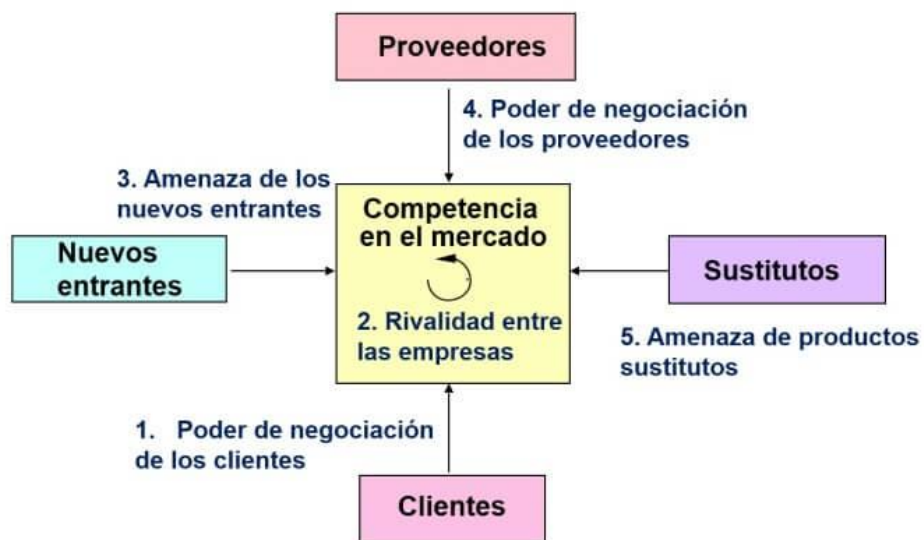 Proveedores
4. Poder de negociación
de los proveedores
3. Amenaza de los
nuevos entrantes
Competencia
en el mercado
Nuevos
entrantes
Sustitutos
2. Rivalidad entre
las empresas
5. Amenaza de productos
sustitutos
1. Poder de negociación
de los clientes
Clientes